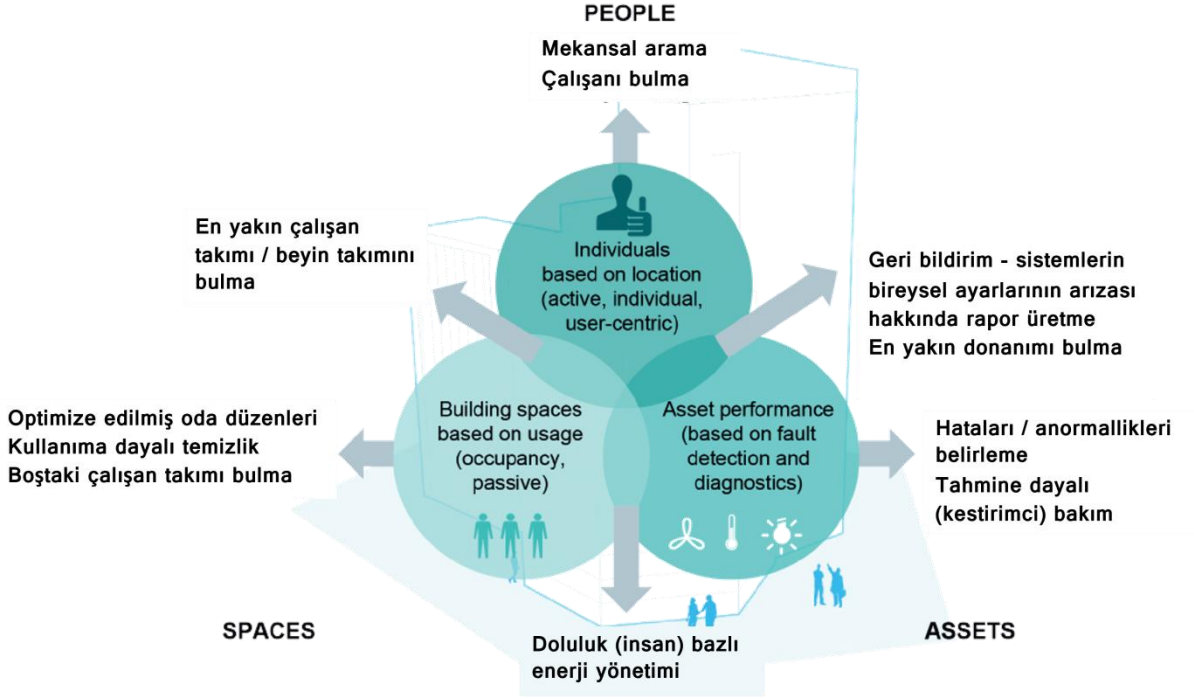 PEOPLE
Mekansal arama
Çalışanı bulma
En yakın çalışan
takımı / beyin takımını
bulma
Individuals
based on location
(active, individual,
user-centric)
Geri bildirim - sistemlerin
bireysel ayarlarının arızası
hakkında rapor üretme
En yakın donanımı bulma
Optimize edilmiş oda düzenleri
Kullanıma dayalı temizlik
Boştaki çalışan takımı bulma
Building spaces
based on usage
(occupancy,
passive)
Asset performance
(based on fault
detection and
diagnostics)
Hataları / anormallikleri
belirleme
Tahmine dayalı
(kestirimci) bakım
SPACES
Doluluk (insan) bazlı
enerji yönetimi
ASSETS